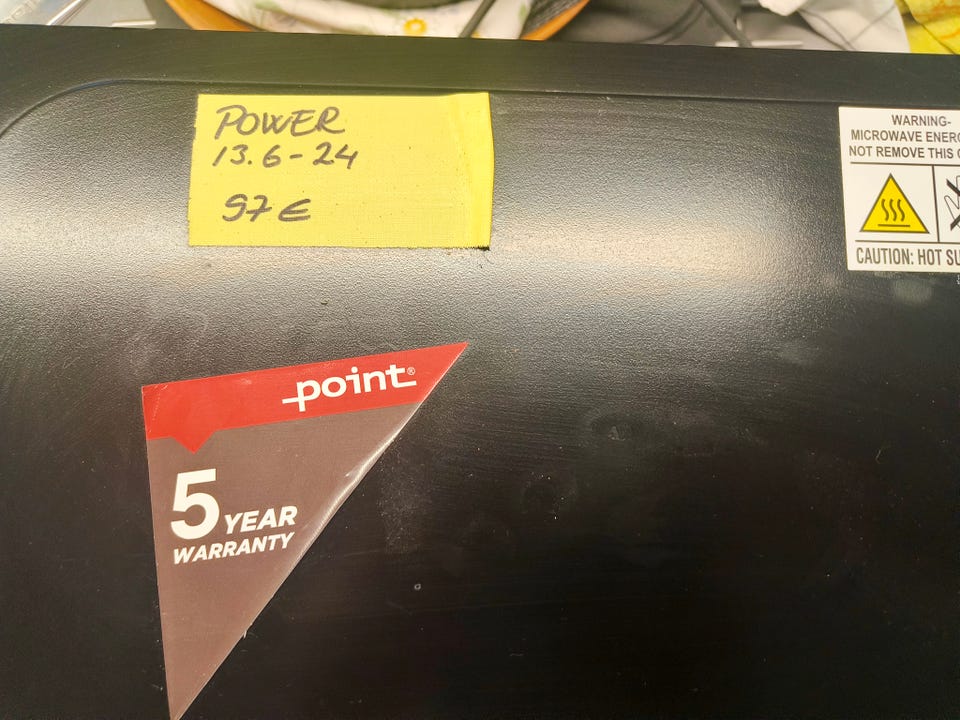 POWER
13.6-24
97€
WARNING-
MICROWAVE ENERG
NOT REMOVE THIS
CAUTION: HOT SU
point®
5 YEAR
WARRANTY